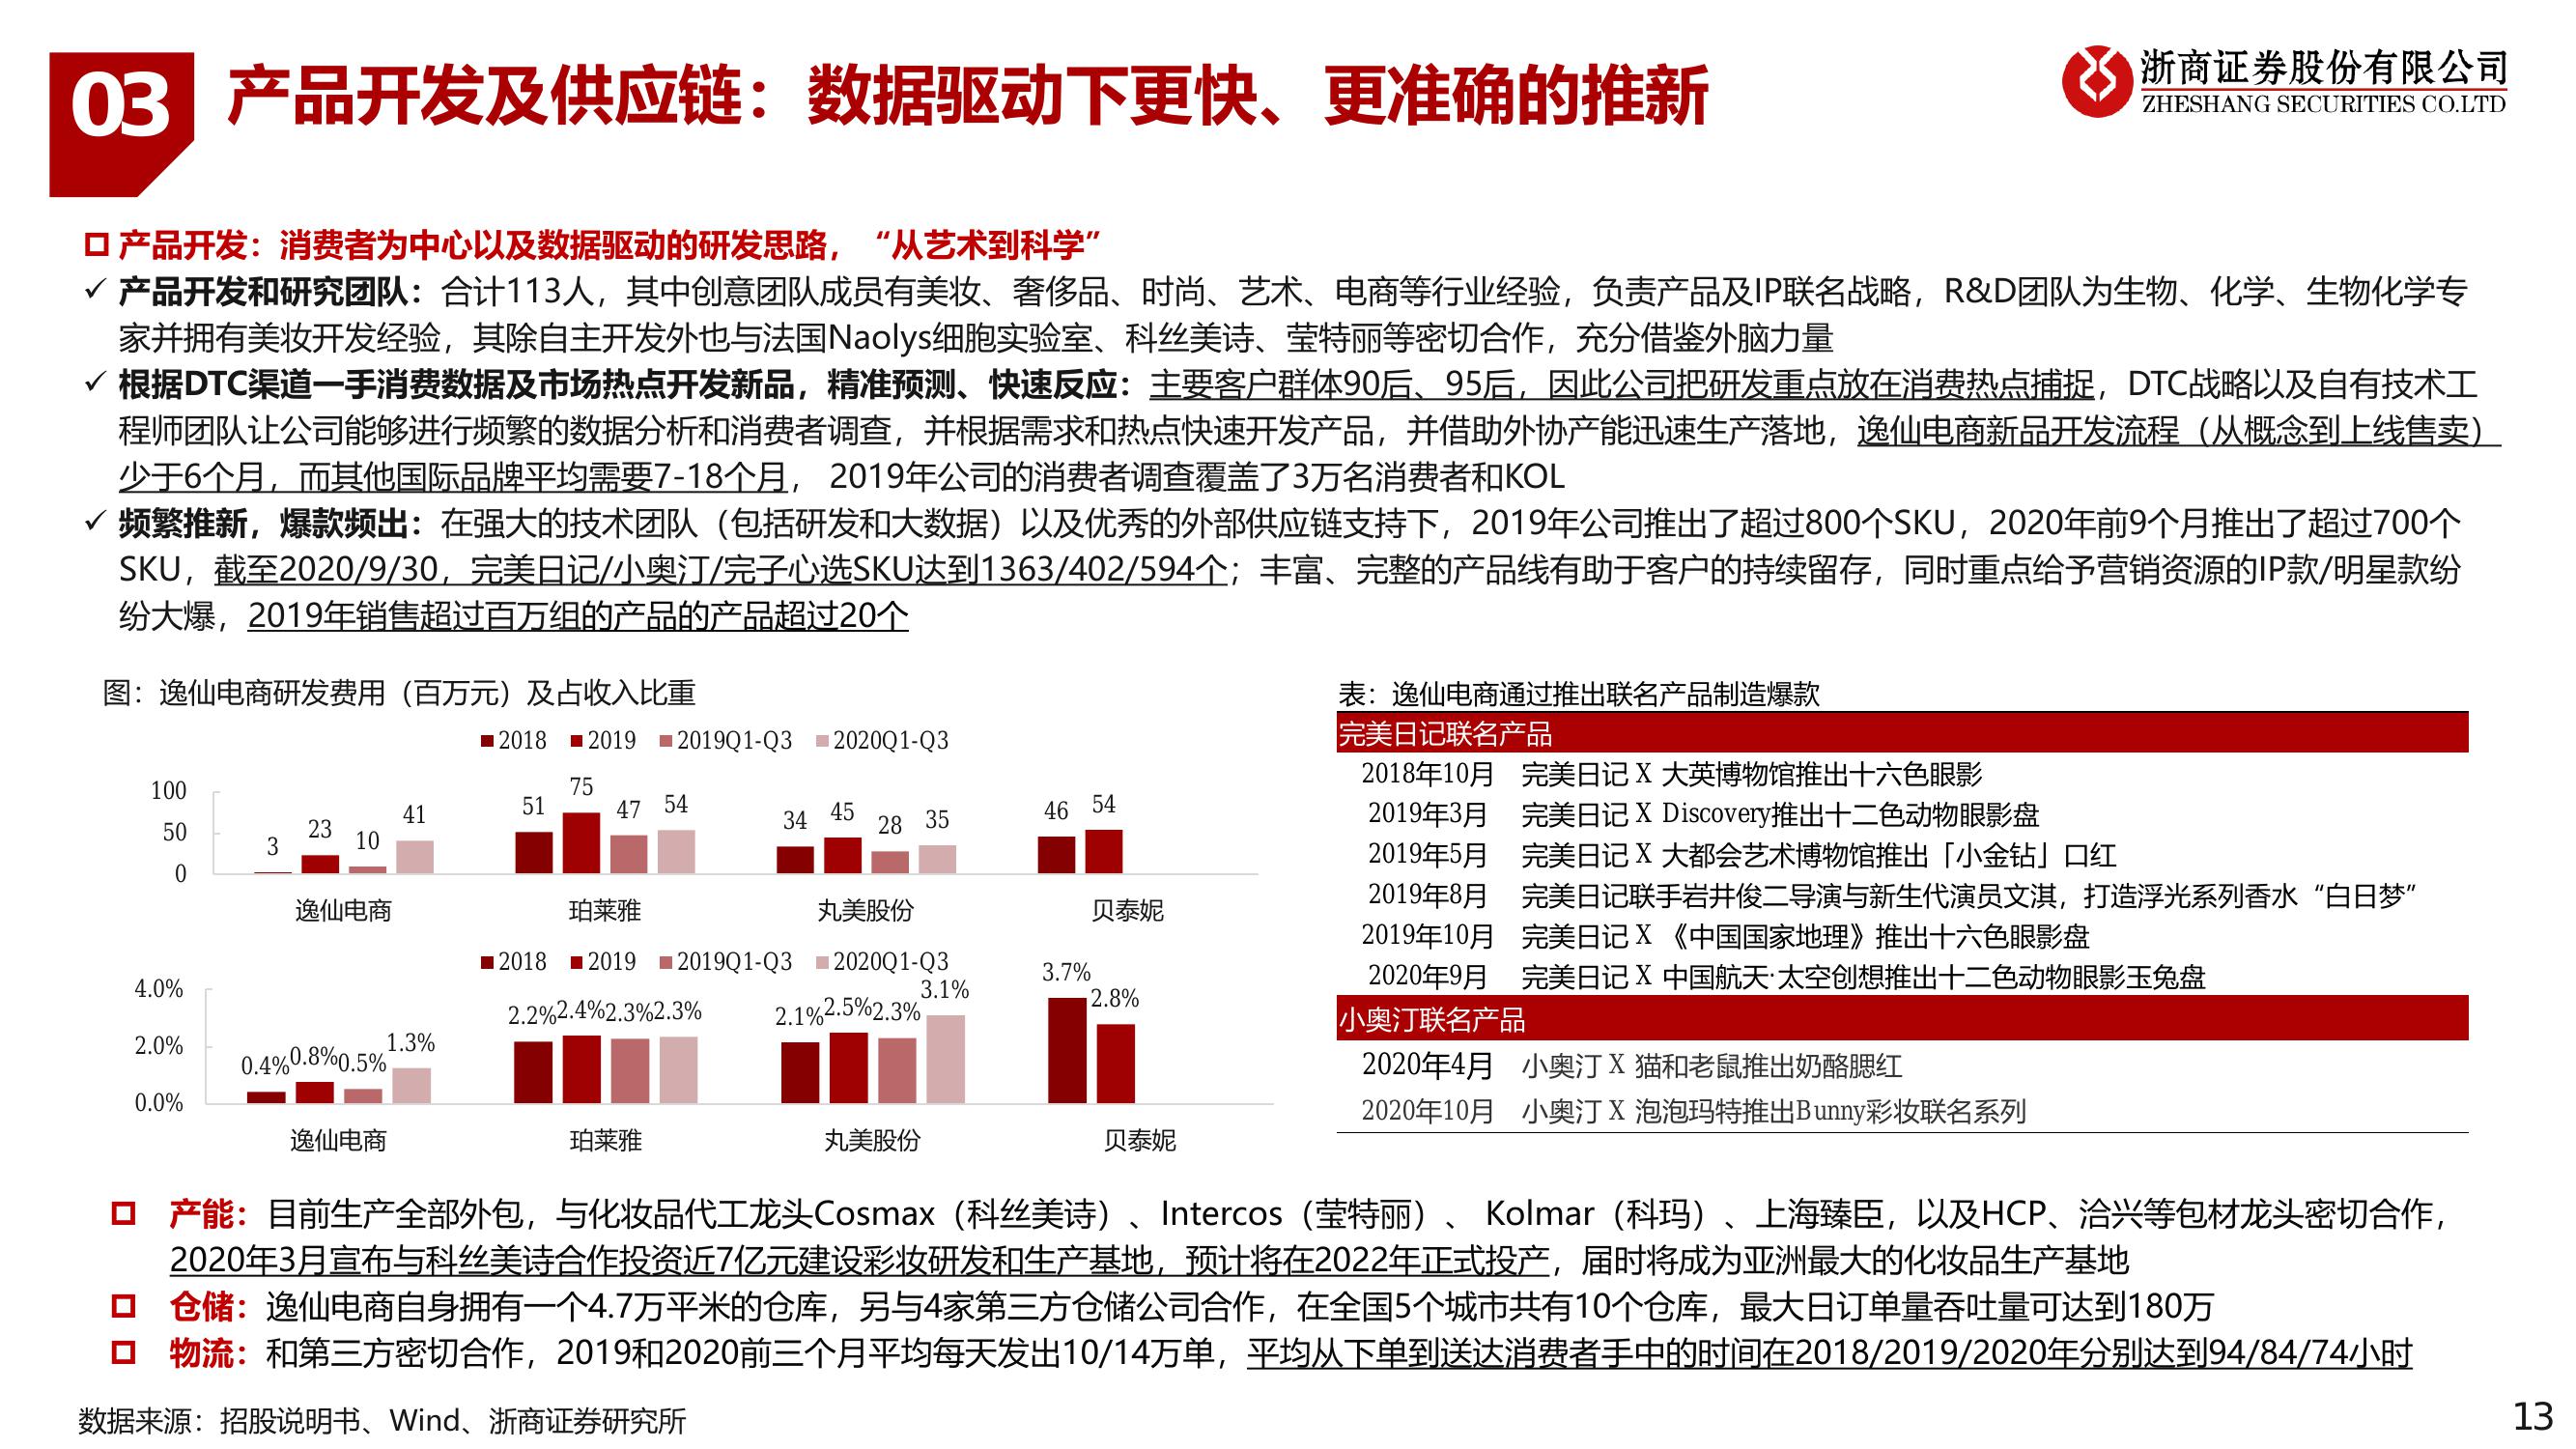 03
产品开发及供应链：数据驱动下更快、更准确的推新
浙商证券股份有限公司
ZHESHANG SECURITIES CO.LTD
产品开发：消费者为中心以及数据驱动的研发思路，“从艺术到科学”
✓ 产品开发和研究团队：合计113人，其中创意团队成员有美妆、奢侈品、时尚、艺术、电商等行业经验，负责产品及IP联名战略，R&D团队为生物、化学、生物化学专
家并拥有美妆开发经验，其除自主开发外也与法国Naolys细胞实验室、科丝美诗、莹特丽等密切合作，充分借鉴外脑力量
✓ 根据DTC渠道一手消费数据及市场热点开发新品，精准预测、快速反应：主要客户群体90后、95后，因此公司把研发重点放在消费热点捕捉，DTC战略以及自有技术工
程师团队让公司能够进行频繁的数据分析和消费者调查，并根据需求和热点快速开发产品，并借助外协产能迅速生产落地，逸仙电商新品开发流程（从概念到上线售卖）
少于6个月，而其他国际品牌平均需要7-18个月， 2019年公司的消费者调查覆盖了3万名消费者和KOL
✓ 频繁推新，爆款频出：在强大的技术团队（包括研发和大数据）以及优秀的外部供应链支持下，2019年公司推出了超过800个SKU，2020年前9个月推出了超过700个
SKU，截至2020/9/30，完美日记/小奥汀/完子心选SKU达到1363/402/594个；丰富、完整的产品线有助于客户的持续留存，同时重点给予营销资源的IP款/明星款纷
纷大爆，2019年销售超过百万组的产品的产品超过20个
图：逸仙电商研发费用（百万元）及占收入比重
2018 2019 2019Q1-Q3 2020Q1-Q3
100
50
0
3 23 10 41
51 75 47 54
34 45 28 35
46 54
逸仙电商 珀莱雅 丸美股份 贝泰妮
2018 2019 2019Q1-Q3 2020Q1-Q3
4.0%
2.0%
0.0%
0.4% 0.8% 0.5% 1.3%
2.2% 2.4% 2.3% 2.3%
2.1% 2.5% 2.3% 3.1%
3.7% 2.8%
逸仙电商 珀莱雅 丸美股份 贝泰妮
表：逸仙电商通过推出联名产品制造爆款
完美日记联名产品
2018年10月 完美日记 X 大英博物馆推出十六色眼影
2019年3月 完美日记 X Discovery推出十二色动物眼影盘
2019年5月 完美日记 X 大都会艺术博物馆推出「小金钻」口红
2019年8月 完美日记联手岩井俊二导演与新生代演员文淇，打造浮光系列香水“白日梦”
2019年10月 完美日记 X 《中国国家地理》推出十六色眼影盘
2020年9月 完美日记 X 中国航天·太空创想推出十二色动物眼影玉兔盘
小奥汀联名产品
2020年4月 小奥汀 X 猫和老鼠推出奶酪腮红
2020年10月 小奥汀 X 泡泡玛特推出Bunny彩妆联名系列
产能：目前生产全部外包，与化妆品代工龙头Cosmax（科丝美诗）、Intercos（莹特丽）、 Kolmar（科玛）、上海臻臣，以及HCP、洽兴等包材龙头密切合作，
2020年3月宣布与科丝美诗合作投资近7亿元建设彩妆研发和生产基地，预计将在2022年正式投产，届时将成为亚洲最大的化妆品生产基地
仓储：逸仙电商自身拥有一个4.7万平米的仓库，另与4家第三方仓储公司合作，在全国5个城市共有10个仓库，最大日订单量吞吐量可达到180万
物流：和第三方密切合作，2019和2020前三个月平均每天发出10/14万单，平均从下单到送达消费者手中的时间在2018/2019/2020年分别达到94/84/74小时
数据来源：招股说明书、Wind、浙商证券研究所
13